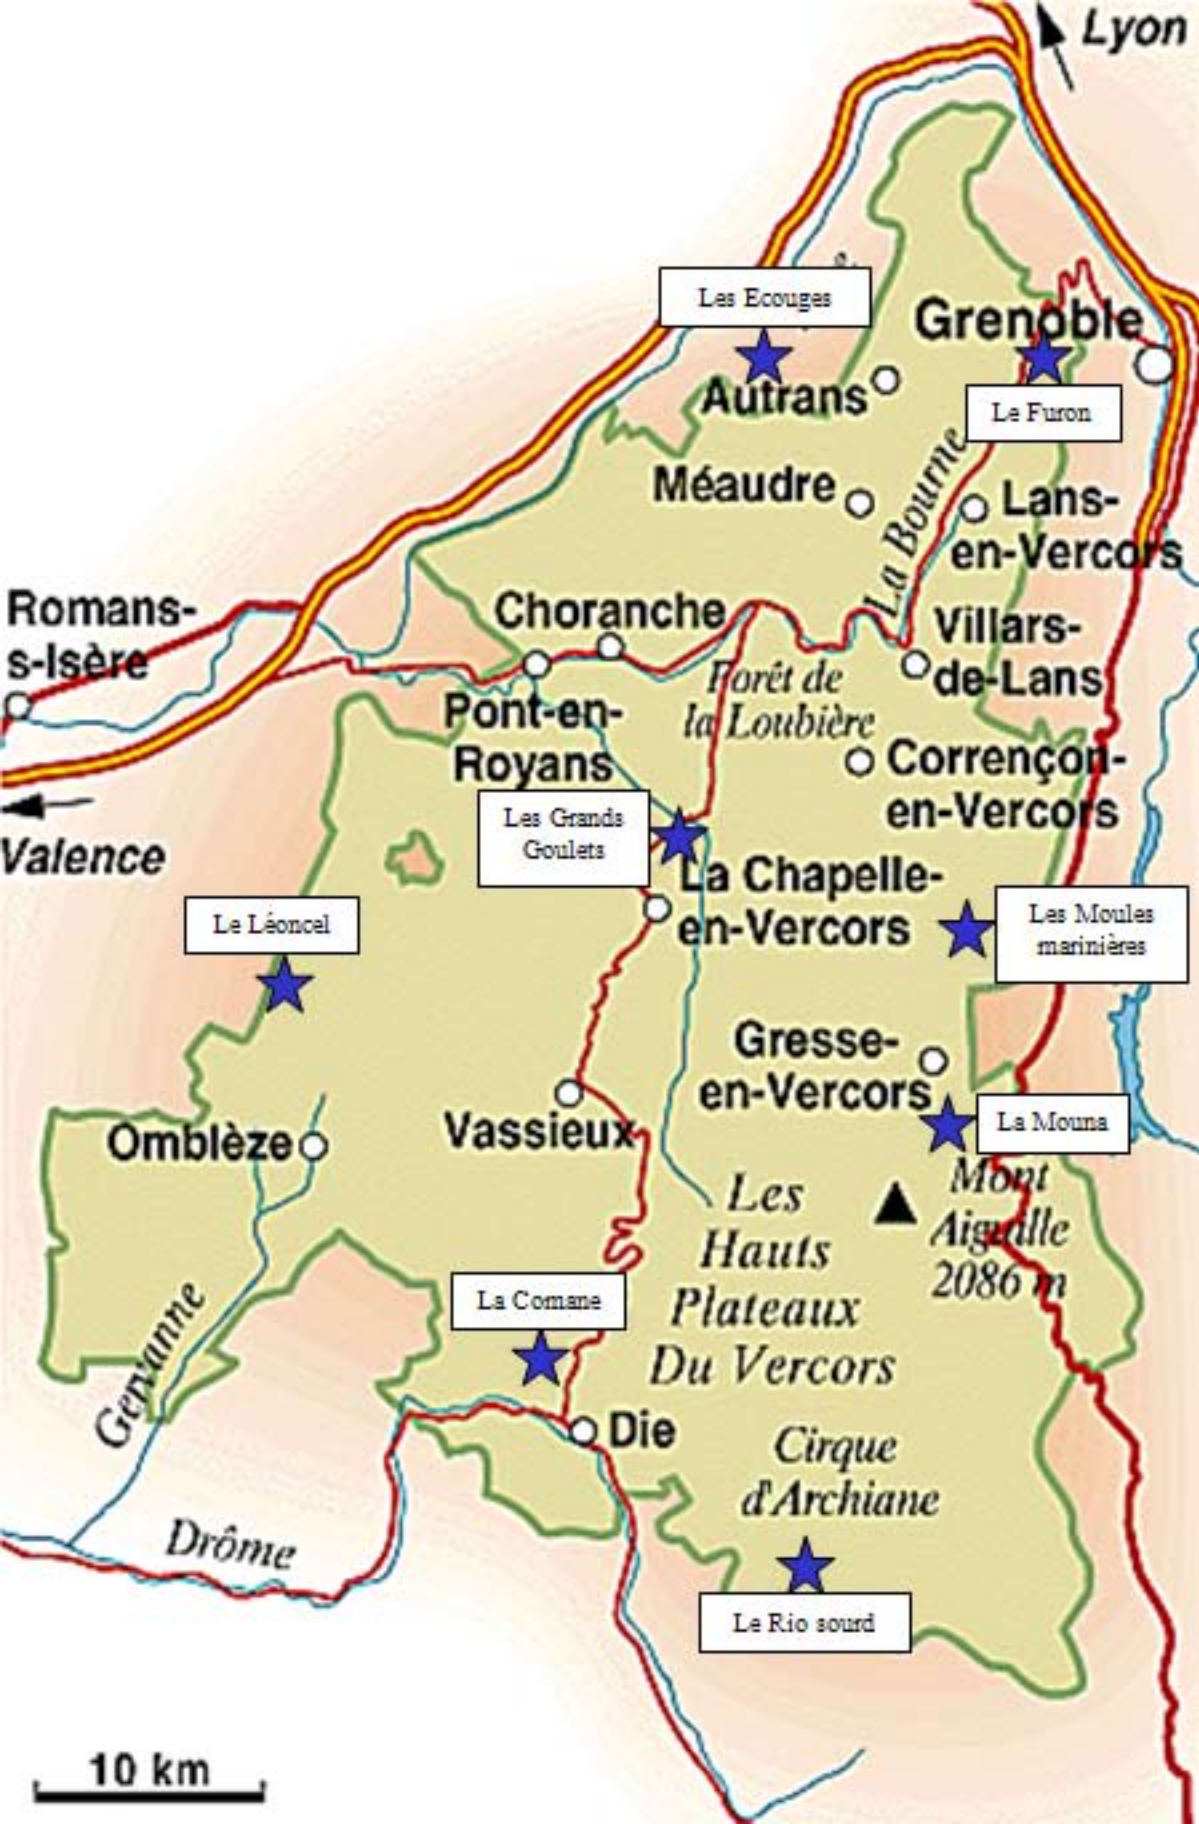 Lyon
Les Ecouges
Grenoble
Autrans
Le Furon
La Bourne
Méaudre
Lans-
en-Vercors
Romans-
s-Isère
Choranche
Villars-
de-Lans
Forêt de
la Loubière
Pont-en-
Royans
Corrençon-
en-Vercors
Valence
Les Grands
Goulets
La Chapelle-
en-Vercors
Le Léoncel
Les Moules
marinières
Gresse-
en-Vercors
La Mouna
Omblèze
Vassieux
Mont
Aiguille
2086 m
Les
Hauts
Plateaux
Du Vercors
La Comane
Gervanne
Die
Cirque
d'Archiane
Drôme
Le Rio sourd
10 km